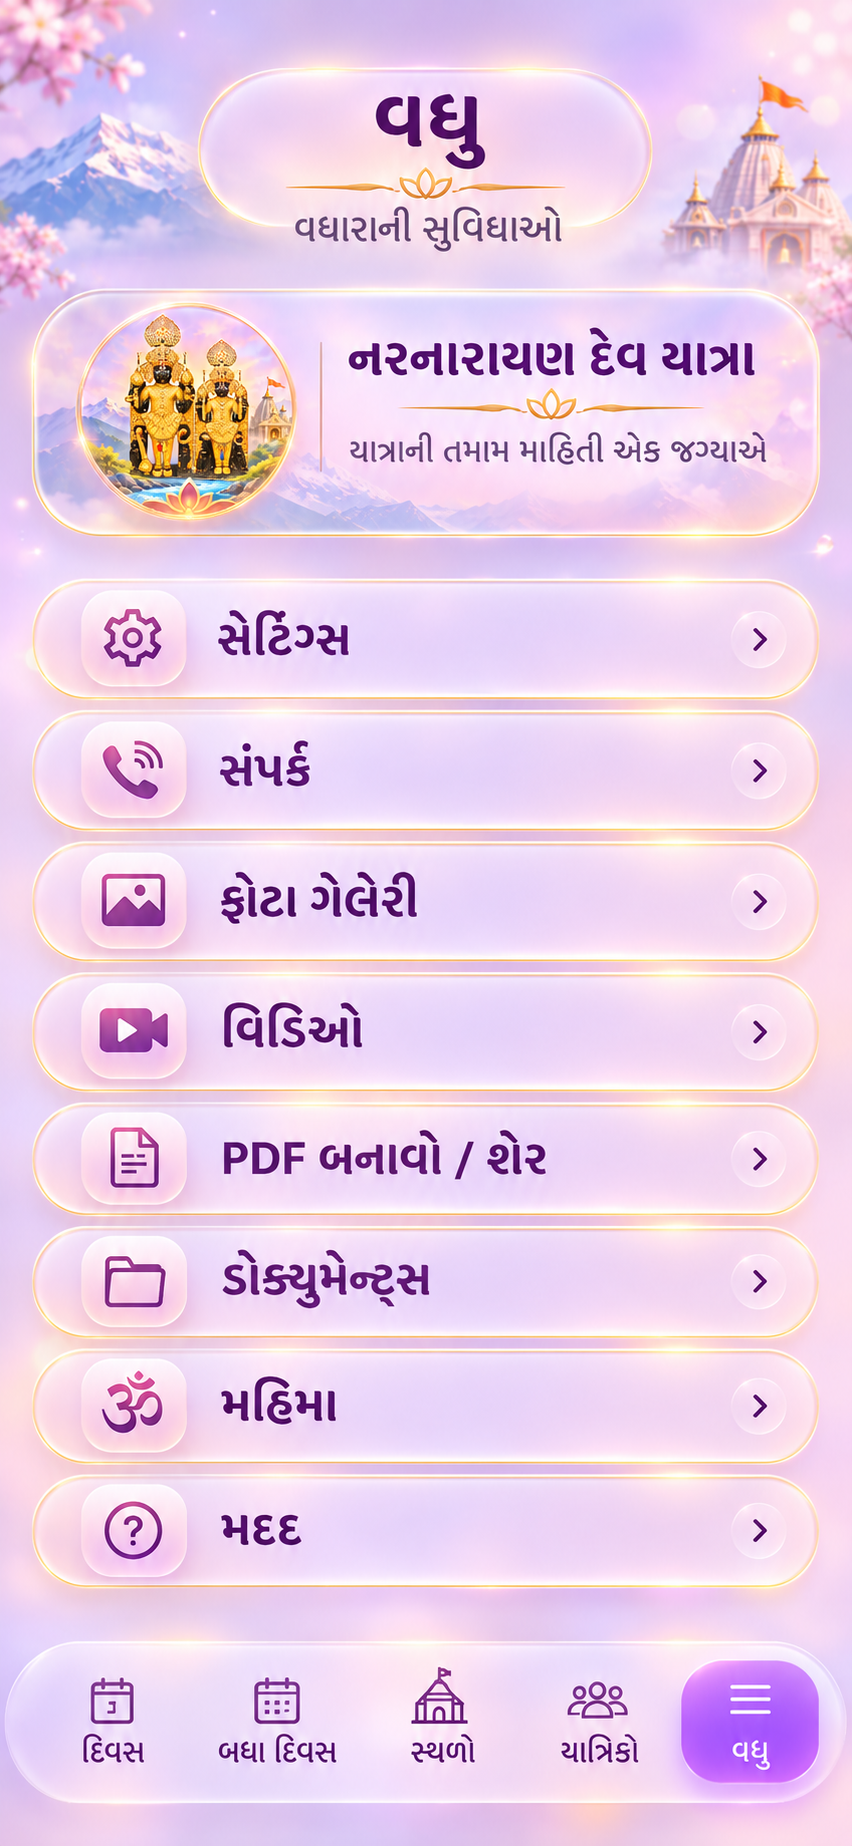 વધુ
વધારાની સુવિધાઓ
નરનારાયણ દેવ યાત્રા
યાત્રાની તમામ માહિતી એક જગ્યાએ
સેટિંગ્સ
સંપર્ક
ફોટા ગેલેરી
વિડિઓ
PDF બનાવો / શેર
ડોક્યુમેન્ટ્સ
ૐ મહિમા
? મદદ
દિવસ
બધા દિવસ
સ્થળો
યાત્રિકો
વધુ